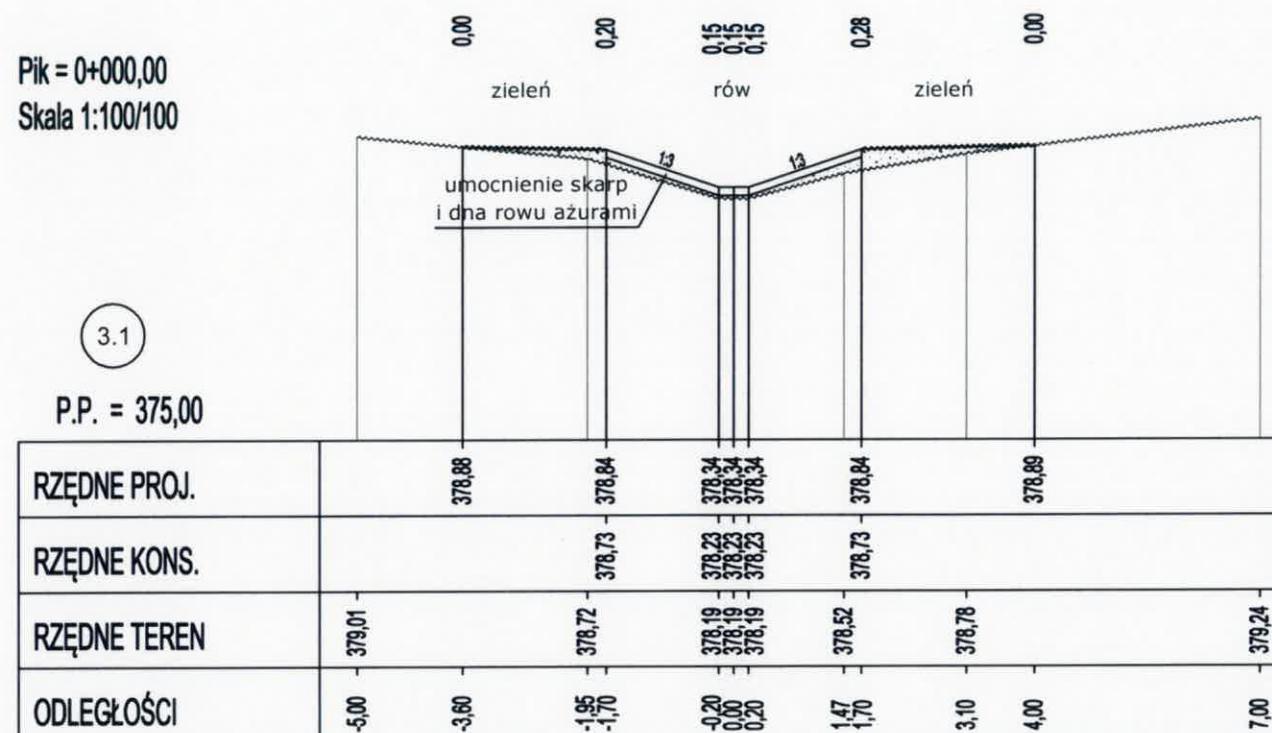 0,00 0,20 0,15 0,15 0,15 0,28 0,00
Pik = 0+000,00
Skala 1:100/100
zieleń rów zieleń
1:3 1:3
umocnienie skarp
i dna rowu ażurami
3.1
P.P. = 375,00
RZĘDNE PROJ. 378,88 378,84 378,34 378,34 378,34 378,84 378,89
RZĘDNE KONS. 378,73 378,23 378,23 378,23 378,73
RZĘDNE TEREN 379,01 378,72 378,19 378,19 378,19 378,52 378,78 379,24
ODLEGŁOŚCI -5,00 -3,60 -1,95 -1,70 -0,20 0,00 0,20 1,47 1,70 3,10 4,00 7,00